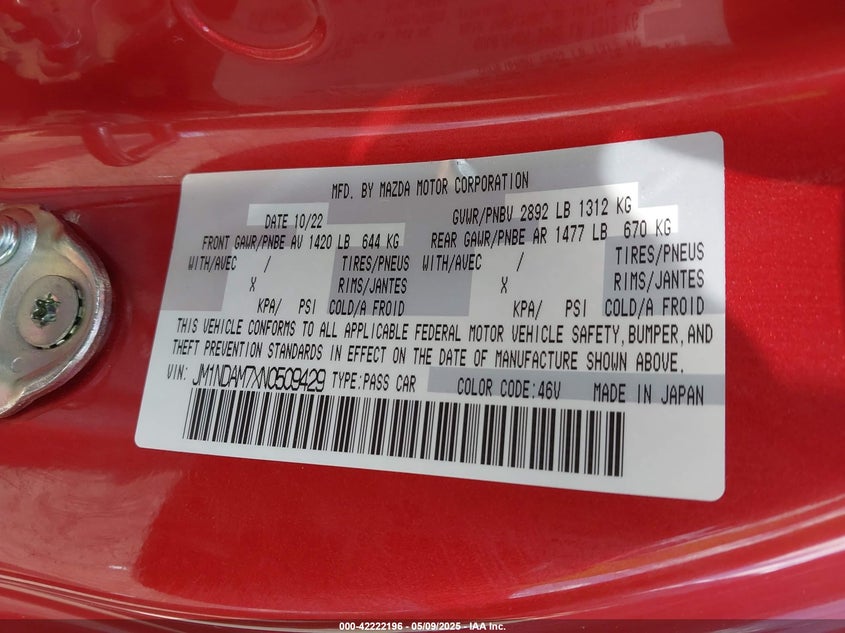 MFD. BY MAZDA MOTOR CORPORATION
DATE 10/22 GVWR/PNBV 2892 LB 1312 KG
FRONT GAWR/PNBE AV 1420 LB 644 KG REAR GAWR/PNBE AR 1477 LB 670 KG
WITH/AVEC / TIRES/PNEUS WITH/AVEC / TIRES/PNEUS
X RIMS/JANTES X RIMS/JANTES
KPA/ PSI COLD/A FROID KPA/ PSI COLD/A FROID
THIS VEHICLE CONFORMS TO ALL APPLICABLE FEDERAL MOTOR VEHICLE SAFETY, BUMPER, AND
THEFT PREVENTION STANDARDS IN EFFECT ON THE DATE OF MANUFACTURE SHOWN ABOVE.
VIN: JM1NDAM7XN0509429 TYPE:PASS CAR COLOR CODE:46V MADE IN JAPAN
000-42222196 - 05/09/2025 - IAA Inc.